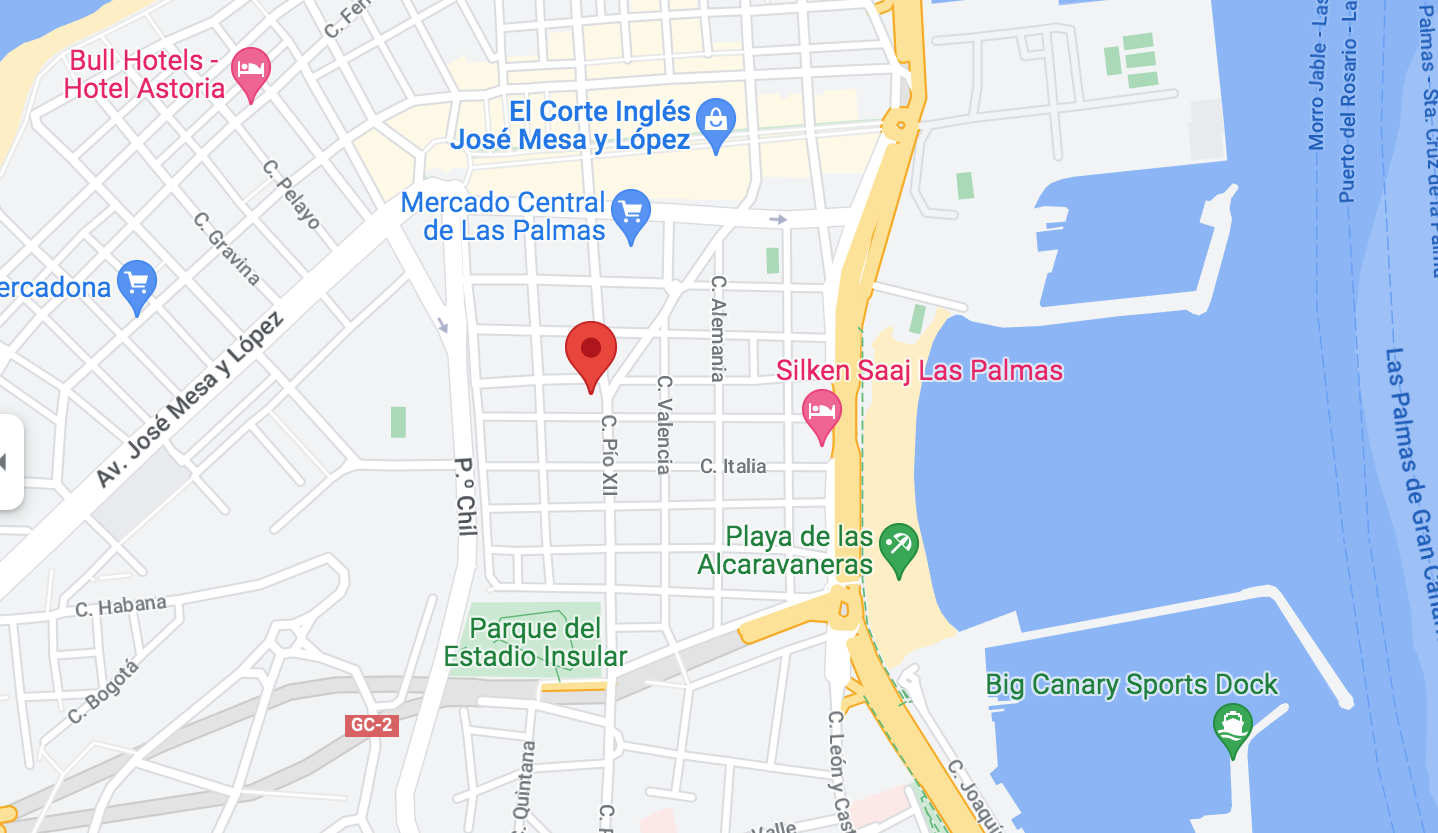 C. Fer
Bull Hotels -
Hotel Astoria
El Corte Inglés
José Mesa y López
Morro Jable - Las
Puerto del Rosario - La
Palmas - Sta. Cruz de la Palma
C. Pelayo
Mercado Central
de Las Palmas
C. Gravina
ercadona
C. Alemania
Av. José Mesa y López
Silken Saaj Las Palmas
Las Palmas de Gran Canar
C. Valencia
C. Pío XII
C. Italia
P.º Chil
Playa de las
Alcaravaneras
C. Habana
Parque del
Estadio Insular
C. Bogotá
Big Canary Sports Dock
GC-2
C. León y Cast
C. Quintana
C. Joaquí
C. P
Valle